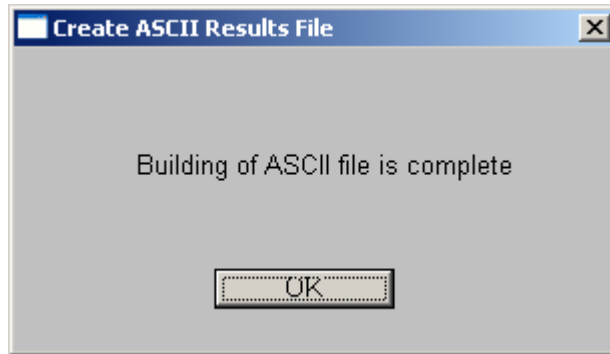 Create ASCII Results File
Building of ASCII file is complete
OK